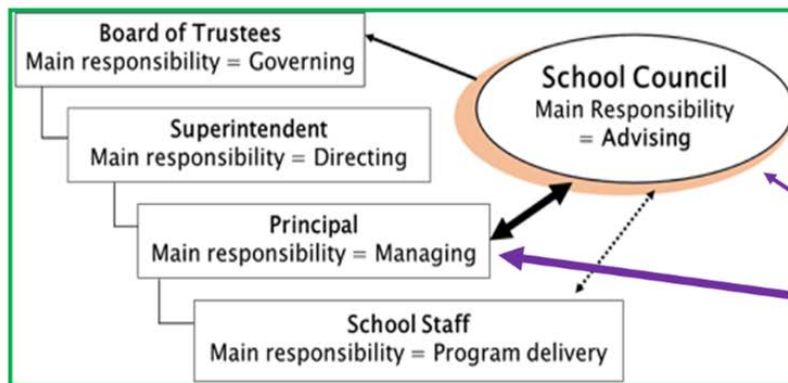 Board of Trustees
Main responsibility = Governing
School Council
Main Responsibility
= Advising
Superintendent
Main responsibility = Directing
Principal
Main responsibility = Managing
School Staff
Main responsibility = Program delivery